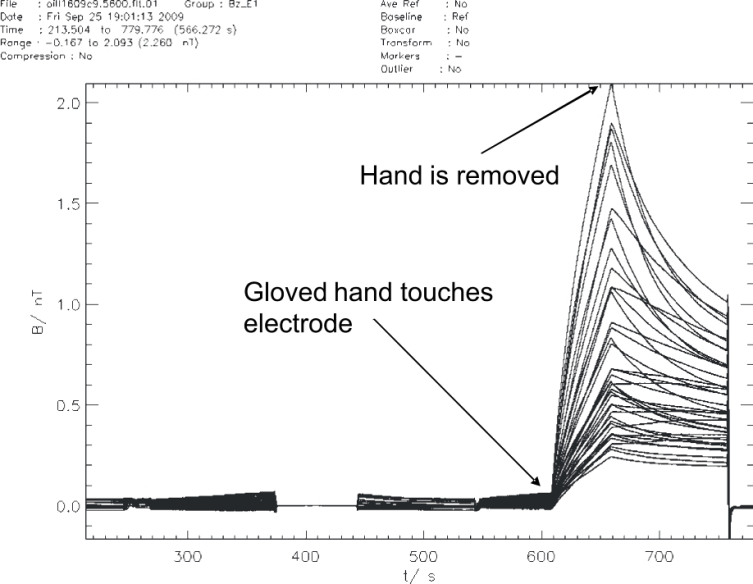 File : oili1609c9.5800.flt.01 Group : Bz_E1
Date : Fri Sep 25 19:01:13 2009
Time : 213.504 to 779.776 (566.272 s)
Range : -0.167 to 2.093 (2.260 nT)
Compression : No
Ave Ref : No
Baseline : Ref
Boxcar : No
Transform : No
Markers : -
Outlier : No
2.0
Hand is removed
1.5
Gloved hand touches
electrode
1.0
B/ nT
0.5
0.0
300 400 500 600 700
t/ s